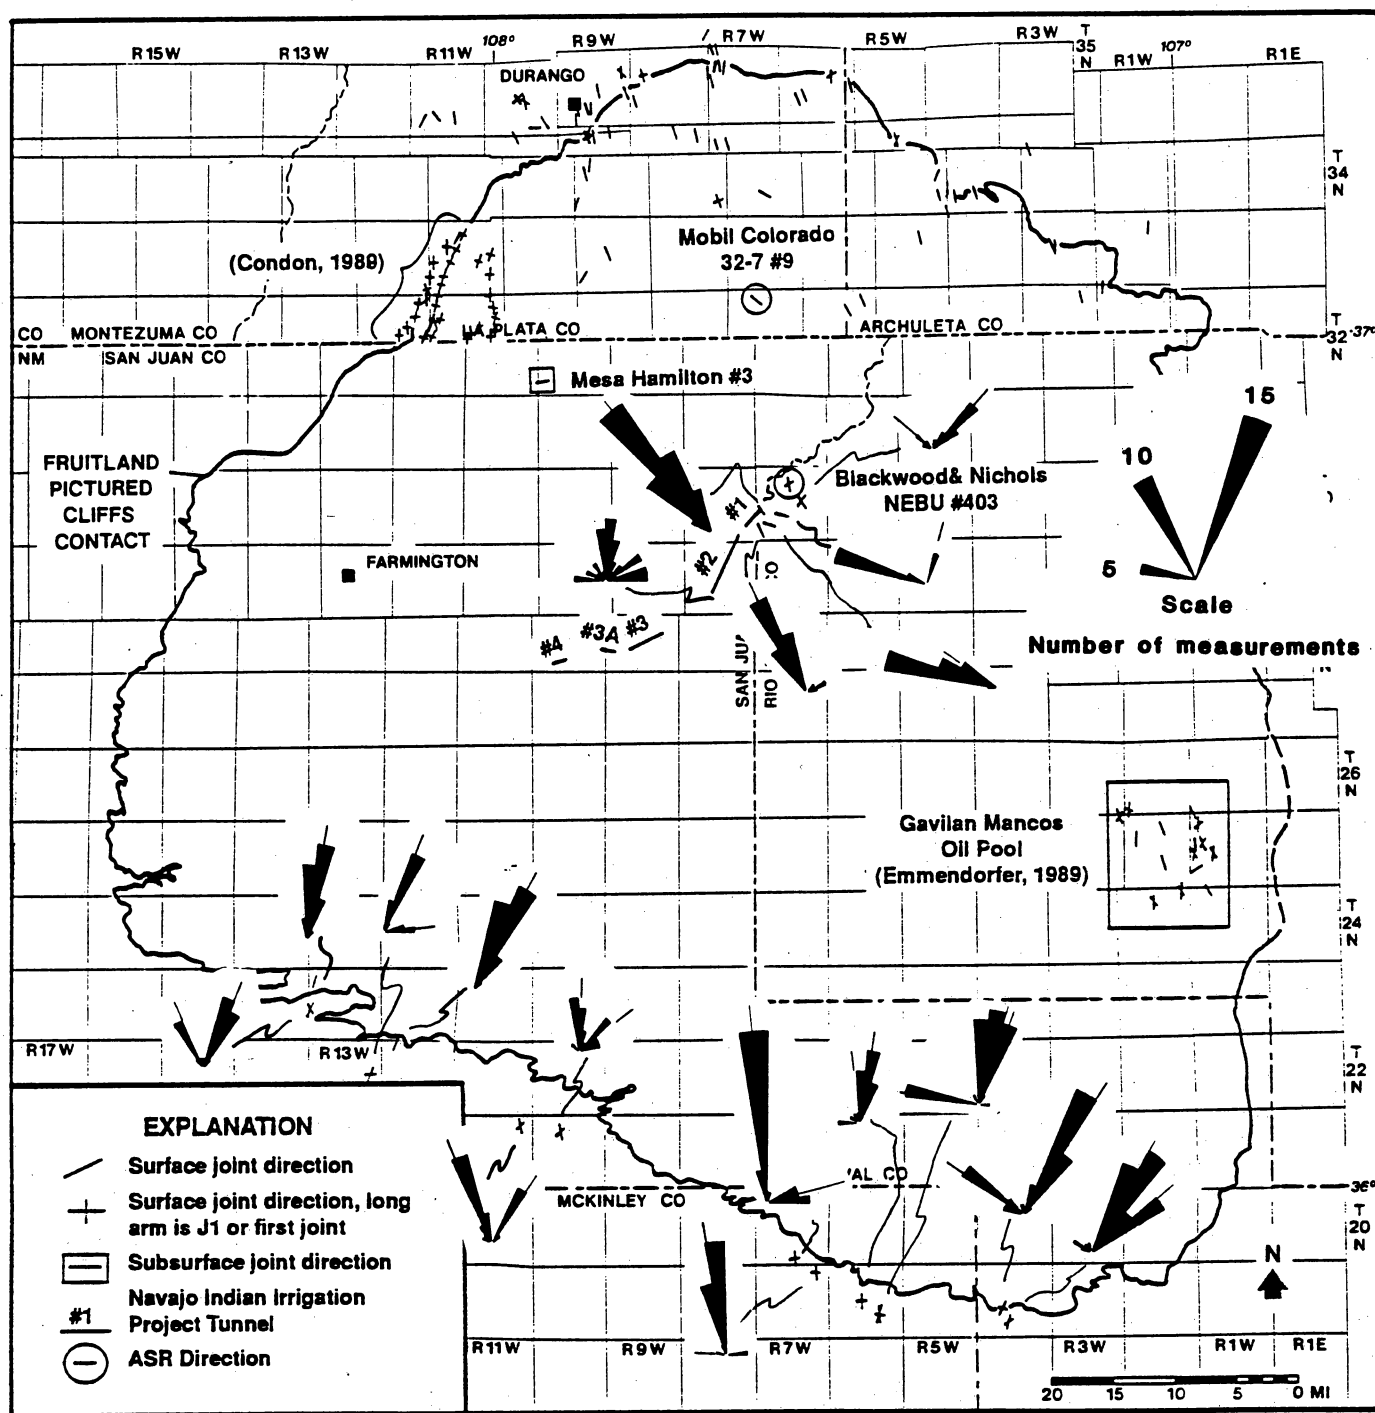 R15W R13W R11W 108° R9W R7W R5W R3W T 35 N R1W 107° R1E
DURANGO
T
34
N
(Condon, 1989)
Mobil Colorado
32-7 #9
CO MONTEZUMA CO LA PLATA CO ARCHULETA CO
NM SAN JUAN CO
T
32 37°
N
Mesa Hamilton #3
15
10
5
Scale
Number of measurements
FRUITLAND
PICTURED
CLIFFS
CONTACT
Blackwood& Nichols
NEBU #403
#1
#2
FARMINGTON
#4 #3A #3
SAN JU
RIO
CO
N
T
26
N
Gavilan Mancos
Oil Pool
(Emmendorfer, 1989)
T
24
N
R17W R13W
T
22
N
EXPLANATION
Surface joint direction
Surface joint direction, long
arm is J1 or first joint
Subsurface joint direction
Navajo Indian Irrigation
#1 Project Tunnel
ASR Direction
MCKINLEY CO
VAL CO
36°
T
20
N
N
R11W R9W R7W R5W R3W R1W R1E
20 15 10 5 0 MI